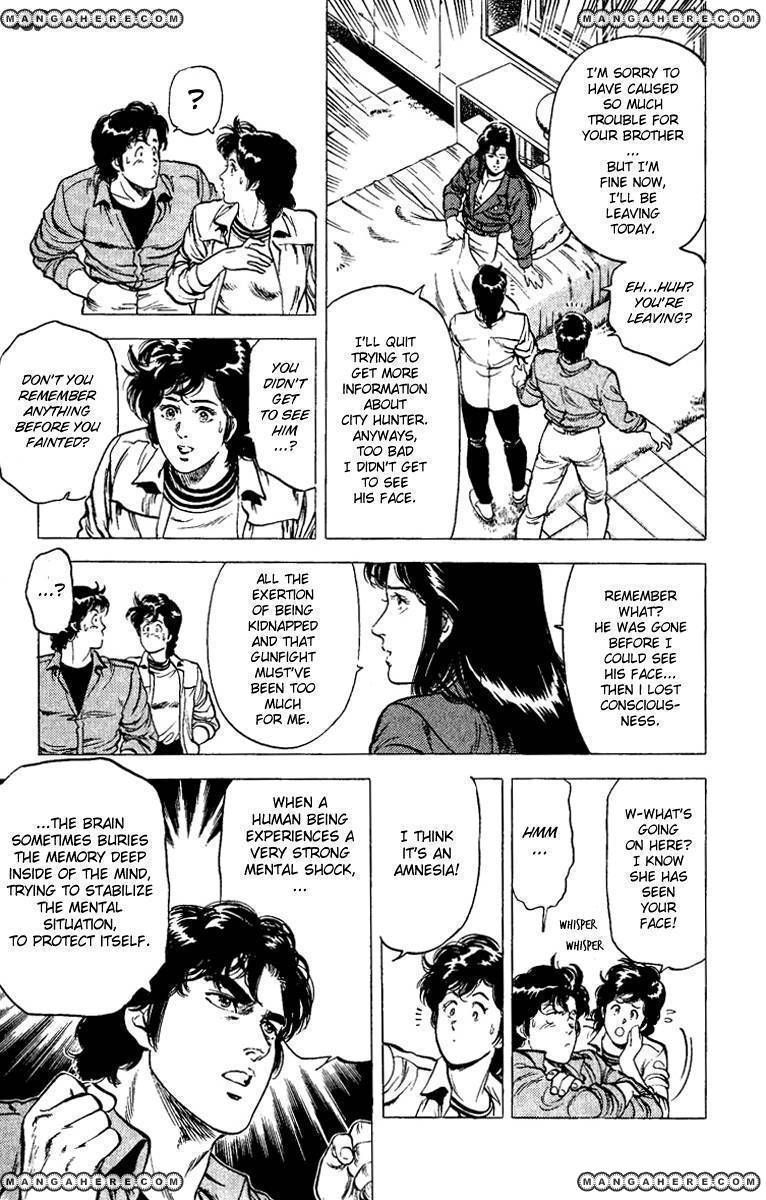 MANGAHERE.COM
MANGAHERE.COM
I'M SORRY TO
HAVE CAUSED
SO MUCH
TROUBLE FOR
YOUR BROTHER
...
BUT I'M
FINE NOW,
I'LL BE
LEAVING
TODAY.
EH...HUH?
YOU'RE
LEAVING?
I'LL QUIT
TRYING TO
GET MORE
INFORMATION
ABOUT
CITY HUNTER.
ANYWAYS,
TOO BAD
I DIDN'T GET
TO SEE
HIS FACE.
?
YOU
DIDN'T
GET TO
SEE
HIM
...?
DON'T YOU
REMEMBER
ANYTHING
BEFORE YOU
FAINTED?
REMEMBER
WHAT?
HE WAS GONE
BEFORE I
COULD SEE
HIS FACE...
THEN I LOST
CONSCIOUS-
NESS.
ALL THE
EXERTION
OF BEING
KIDNAPPED
AND THAT
GUNFIGHT
MUST'VE
BEEN TOO
MUCH
FOR ME.
...?
W-WHAT'S
GOING
ON HERE?
I KNOW
SHE HAS
SEEN
YOUR
FACE!
HMM
...
WHISPER
WHISPER
I THINK
IT'S AN
AMNESIA!
WHEN A
HUMAN BEING
EXPERIENCES A
VERY STRONG
MENTAL SHOCK,
...
...THE BRAIN
SOMETIMES BURIES
THE MEMORY DEEP
INSIDE OF THE MIND,
TRYING TO STABILIZE
THE MENTAL
SITUATION,
TO PROTECT ITSELF.
MANGAHERE.COM
MANGAHERE.COM